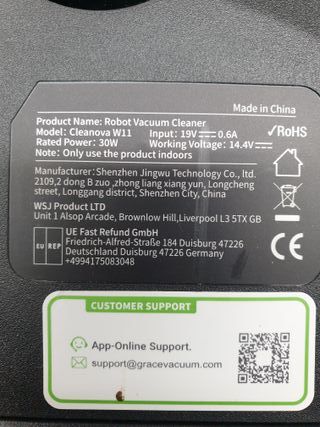 Made in China
Product Name: Robot Vacuum Cleaner
Model: Cleanova W11 Input: 19V⎓0.6A
Rated Power: 30W Working Voltage: 14.4V⎓
Note: Only use the product indoors
✓RoHS
Manufacturer: Shenzhen Jingwu Technology Co., ltd.
2109,2 dong B zuo ,zhong liang xiang yun, Longcheng
street, Longgang district, Shenzhen City, China
WSJ Product LTD
Unit 1 Alsop Arcade, Brownlow Hill,Liverpool L3 5TX GB
EU REP
UE Fast Refund GmbH
Friedrich-Alfred-Straße 184 Duisburg 47226
Deutschland Duisburg 47226 Germany
+4994175083048
CE
CUSTOMER SUPPORT
App-Online Support.
support@gracevacuum.com